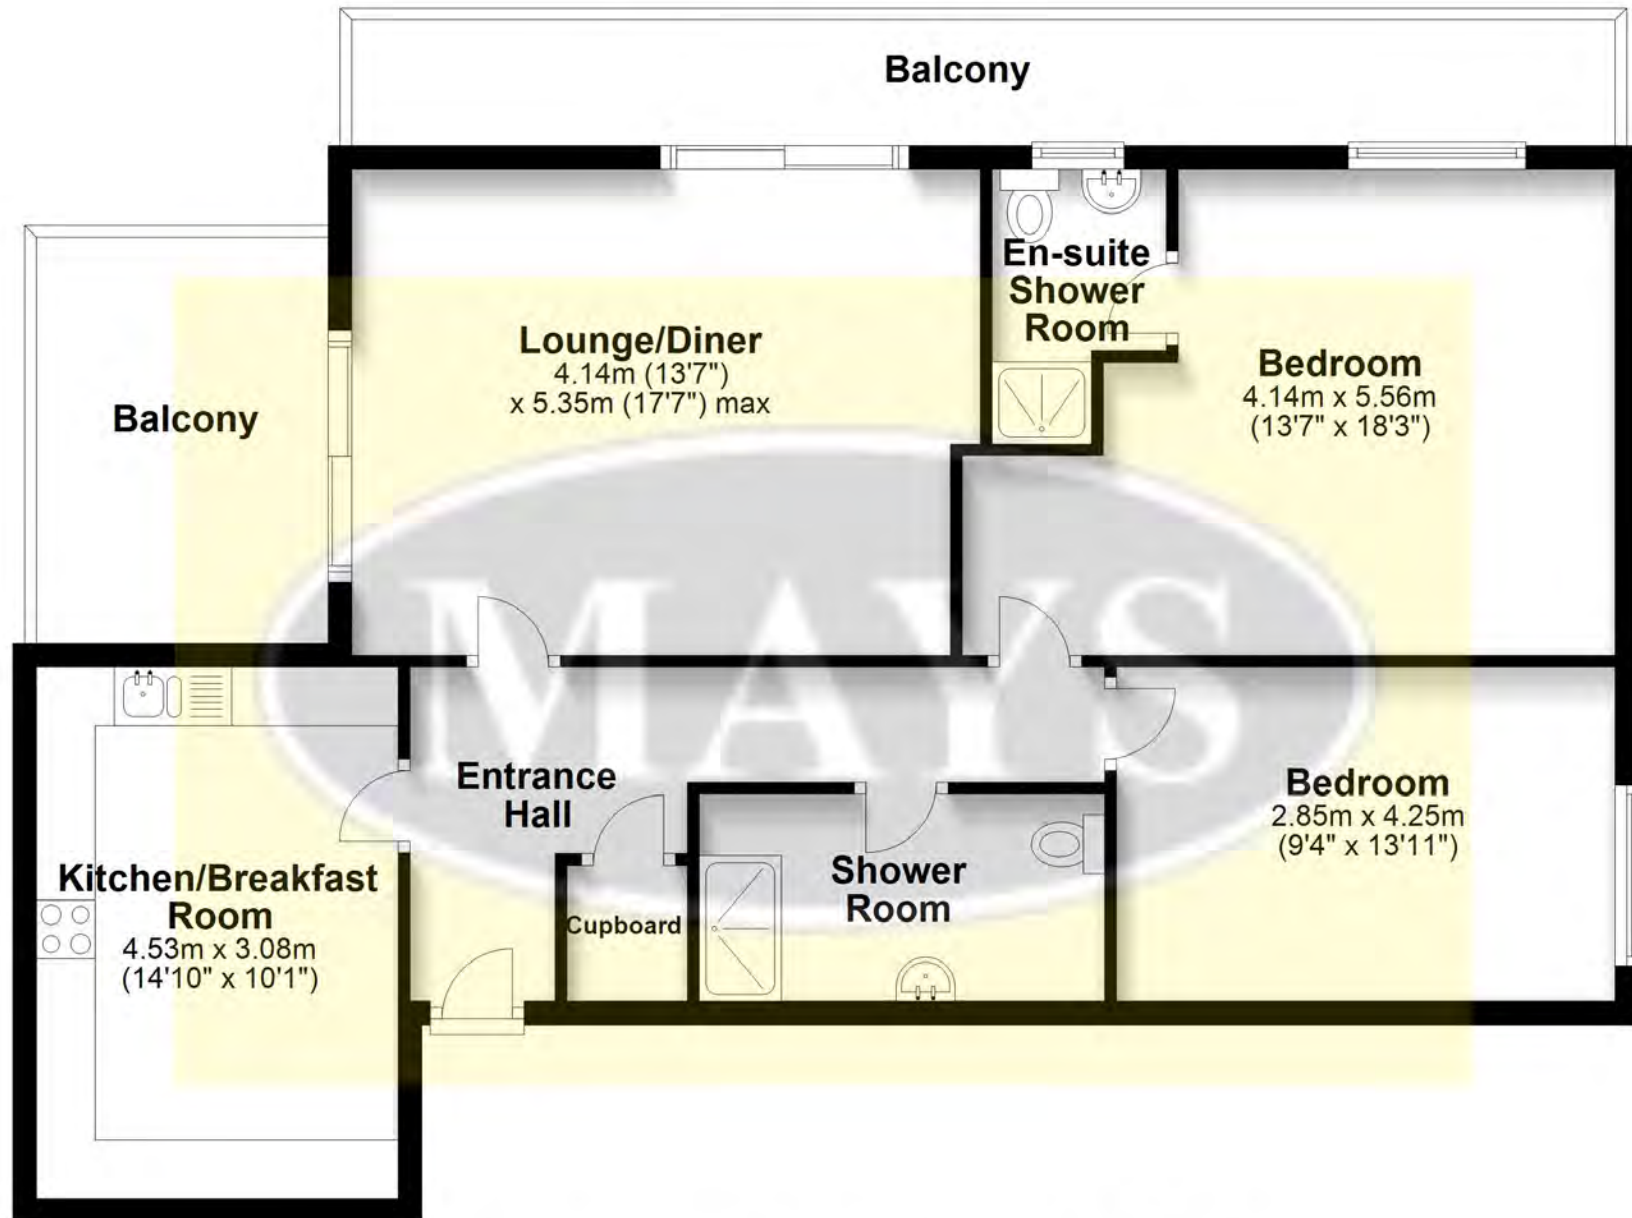 Balcony
En-suite
Shower
Room
Lounge/Diner
4.14m (13'7")
x 5.35m (17'7") max
Bedroom
4.14m x 5.56m
(13'7" x 18'3")
Balcony
MAYS
Entrance
Hall
Bedroom
2.85m x 4.25m
(9'4" x 13'11")
Kitchen/Breakfast
Room
4.53m x 3.08m
(14'10" x 10'1")
Shower
Room
Cupboard